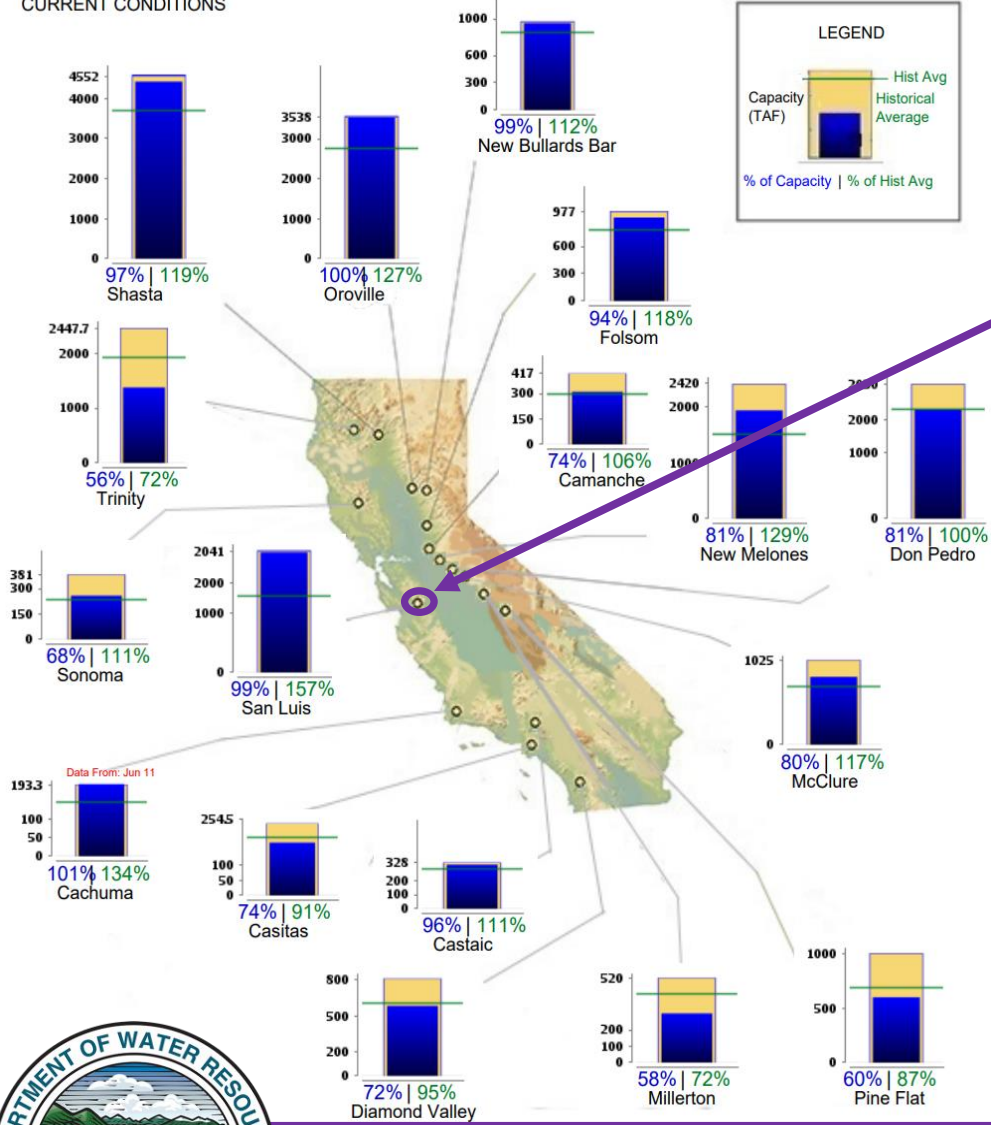 CURRENT CONDITIONS
LEGEND
Capacity
(TAF)
Hist Avg
Historical
Average
% of Capacity | % of Hist Avg
1000
600
300
0
99% | 112%
New Bullards Bar
4552
4000
3000
2000
1000
0
97% | 119%
Shasta
3538
3000
2000
1000
0
100% | 127%
Oroville
977
600
300
0
94% | 118%
Folsom
2447.7
2000
1000
0
56% | 72%
Trinity
417
300
150
0
74% | 106%
Camanche
2420
2000
1000
0
81% | 129%
New Melones
2000
1000
0
81% | 100%
Don Pedro
381
300
150
0
68% | 111%
Sonoma
2041
2000
1000
0
99% | 157%
San Luis
1025
0
80% | 117%
McClure
Data From: Jun 11
193.3
100
50
0
101% | 134%
Cachuma
254.5
100
50
0
74% | 91%
Casitas
328
200
100
0
96% | 111%
Castaic
800
500
200
0
72% | 95%
Diamond Valley
520
200
100
0
58% | 72%
Millerton
1000
500
0
60% | 87%
Pine Flat
OF WATER